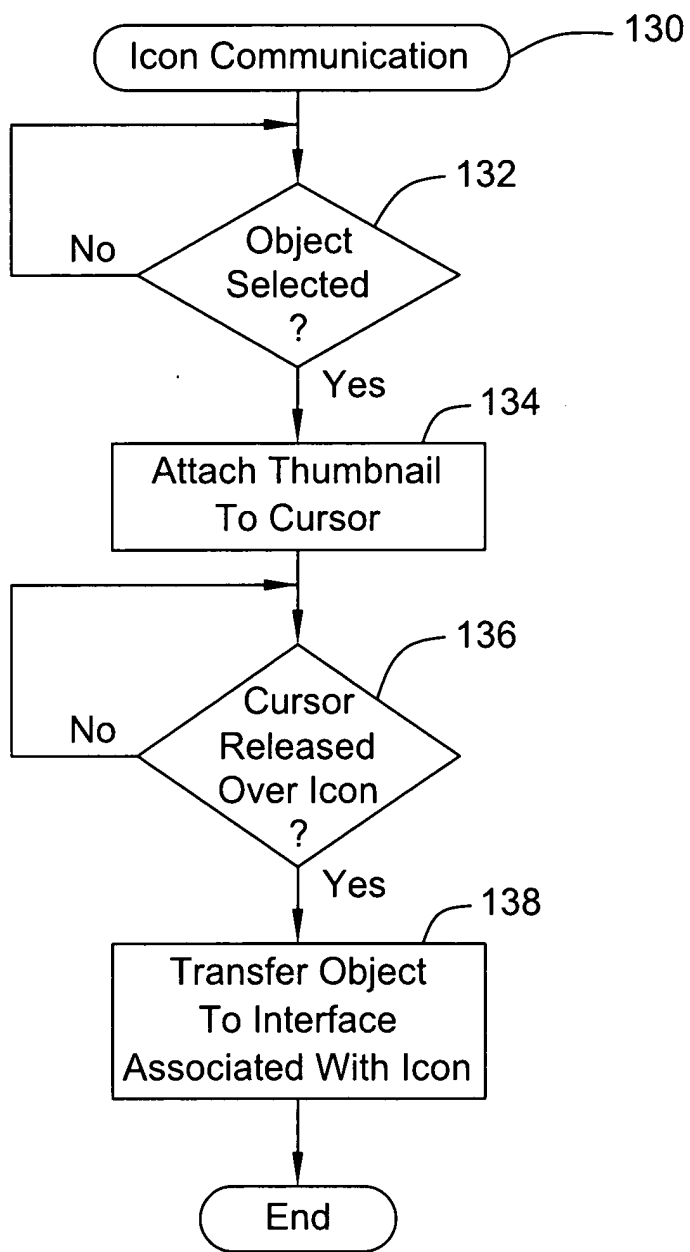 Icon Communication
130
132
Object
Selected
?
No
Yes
134
Attach Thumbnail
To Cursor
136
Cursor
Released
Over Icon
?
No
Yes
138
Transfer Object
To Interface
Associated With Icon
End